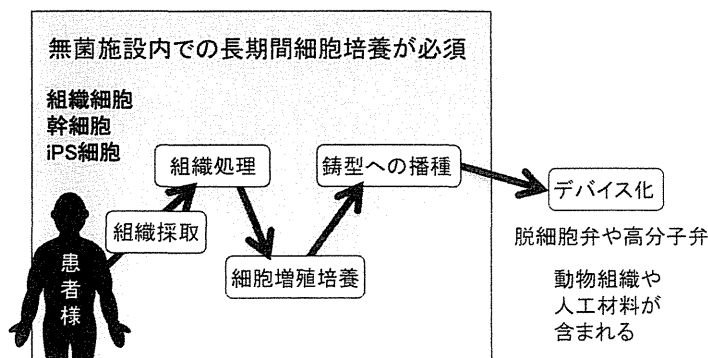 無菌施設内での長期間細胞培養が必須
組織細胞
幹細胞
iPS細胞
組織処理
鋳型への播種
デバイス化
組織採取
脱細胞弁や高分子弁
細胞増殖培養
患者様
動物組織や
人工材料が
含まれる